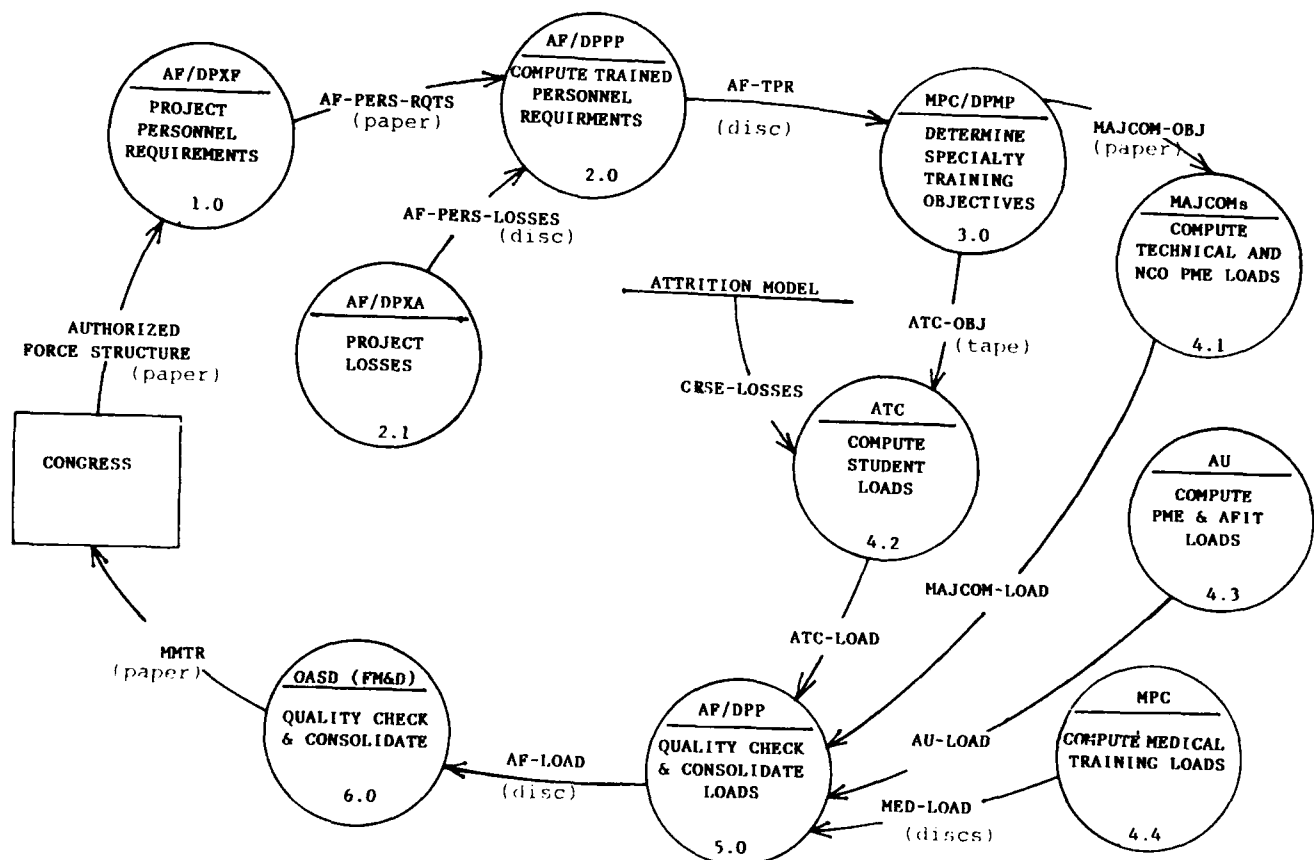 AF/DPXF
PROJECT
PERSONNEL
REQUIREMENTS
1.0
AF-PERS-RQTS
(paper)
AF/DPPP
COMPUTE TRAINED
PERSONNEL
REQUIRMENTS
2.0
AF-TPR
(disc)
MPC/DPMP
DETERMINE
SPECIALTY
TRAINING
OBJECTIVES
3.0
MAJCOM-OBJ
(paper)
MAJCOMs
COMPUTE
TECHNICAL AND
NCO PME LOADS
4.1
AF-PERS-LOSSES
(disc)
AF/DPXA
PROJECT
LOSSES
2.1
ATTRITION MODEL
CRSE-LOSSES
ATC-OBJ
(tape)
ATC
COMPUTE
STUDENT
LOADS
4.2
AUTHORIZED
FORCE STRUCTURE
(paper)
CONGRESS
AU
COMPUTE
PME & AFIT
LOADS
4.3
MAJCOM-LOAD
ATC-LOAD
AU-LOAD
MPC
COMPUTE MEDICAL
TRAINING LOADS
4.4
MED-LOAD
(discs)
AF/DPP
QUALITY CHECK
& CONSOLIDATE
LOADS
5.0
AF-LOAD
(disc)
OASD (FM&D)
QUALITY CHECK
& CONSOLIDATE
6.0
MMTR
(paper)